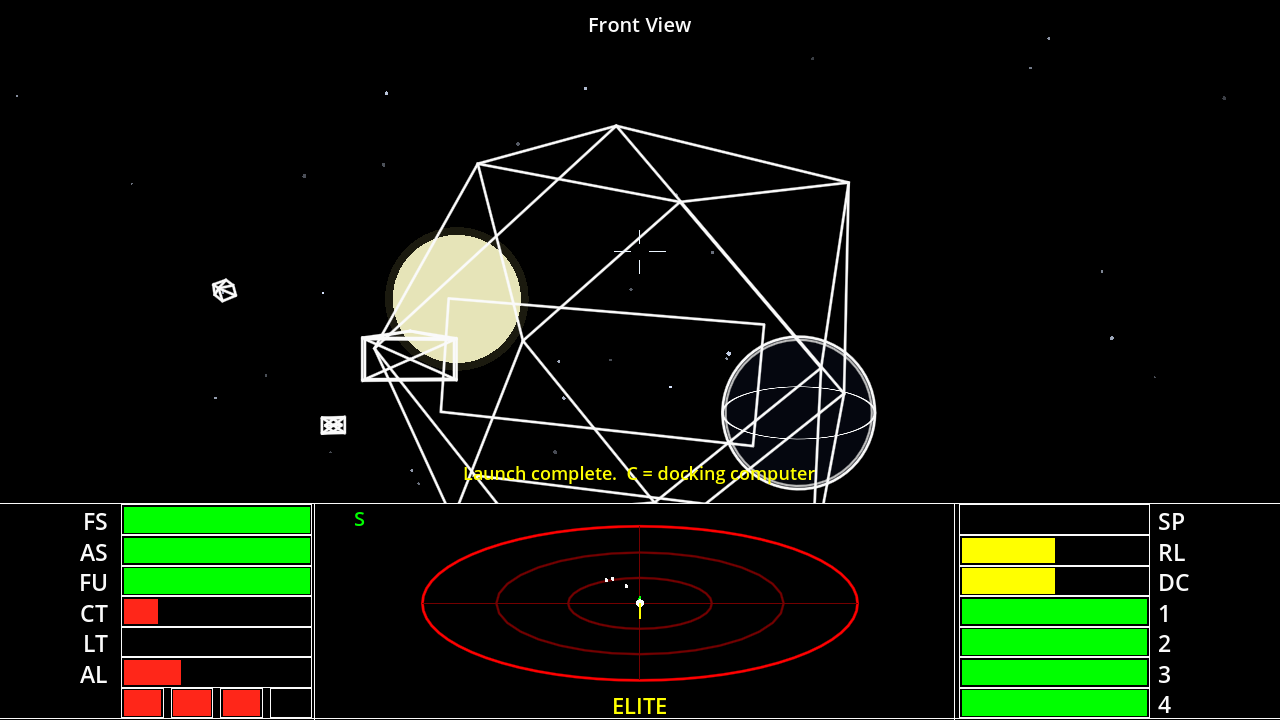 Front View
Launch complete.  C = docking computer
FS
AS
FU
CT
LT
AL
S
ELITE
SP
RL
DC
1
2
3
4